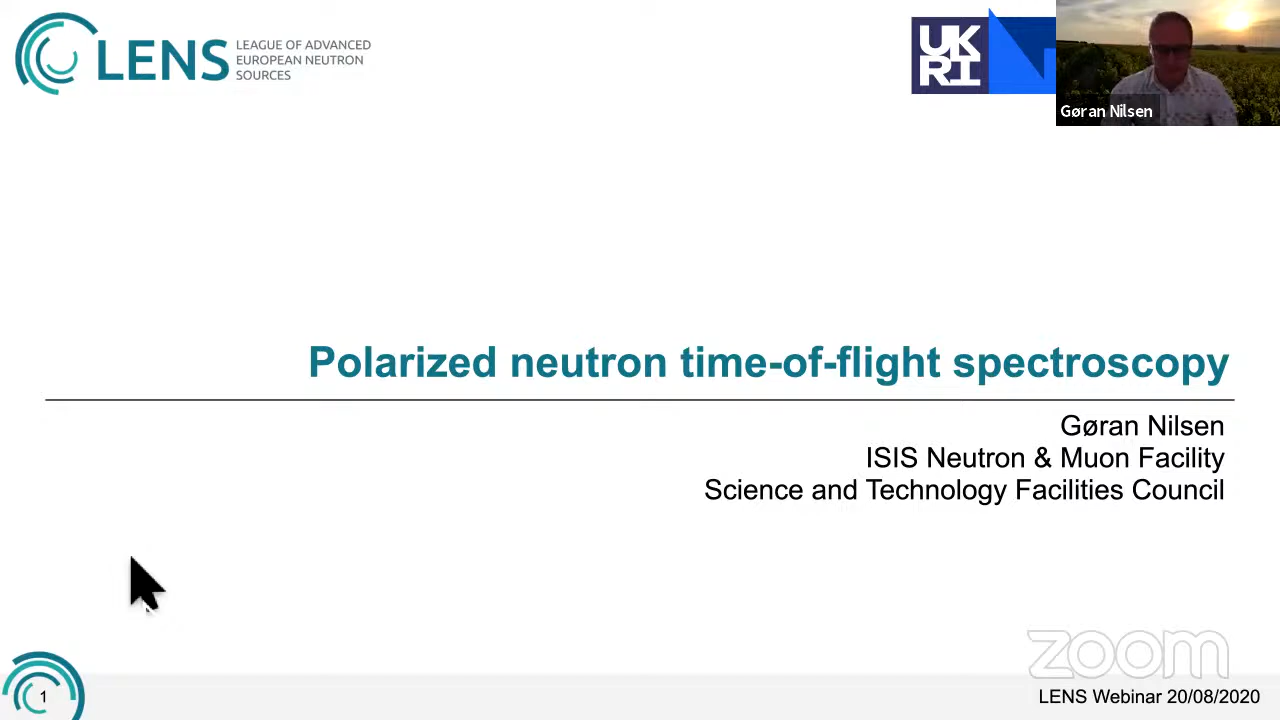 LENS
LEAGUE OF ADVANCED
EUROPEAN NEUTRON
SOURCES
UK
RI
Gøran Nilsen
Polarized neutron time-of-flight spectroscopy
Gøran Nilsen
ISIS Neutron & Muon Facility
Science and Technology Facilities Council
zoom
1
LENS Webinar 20/08/2020